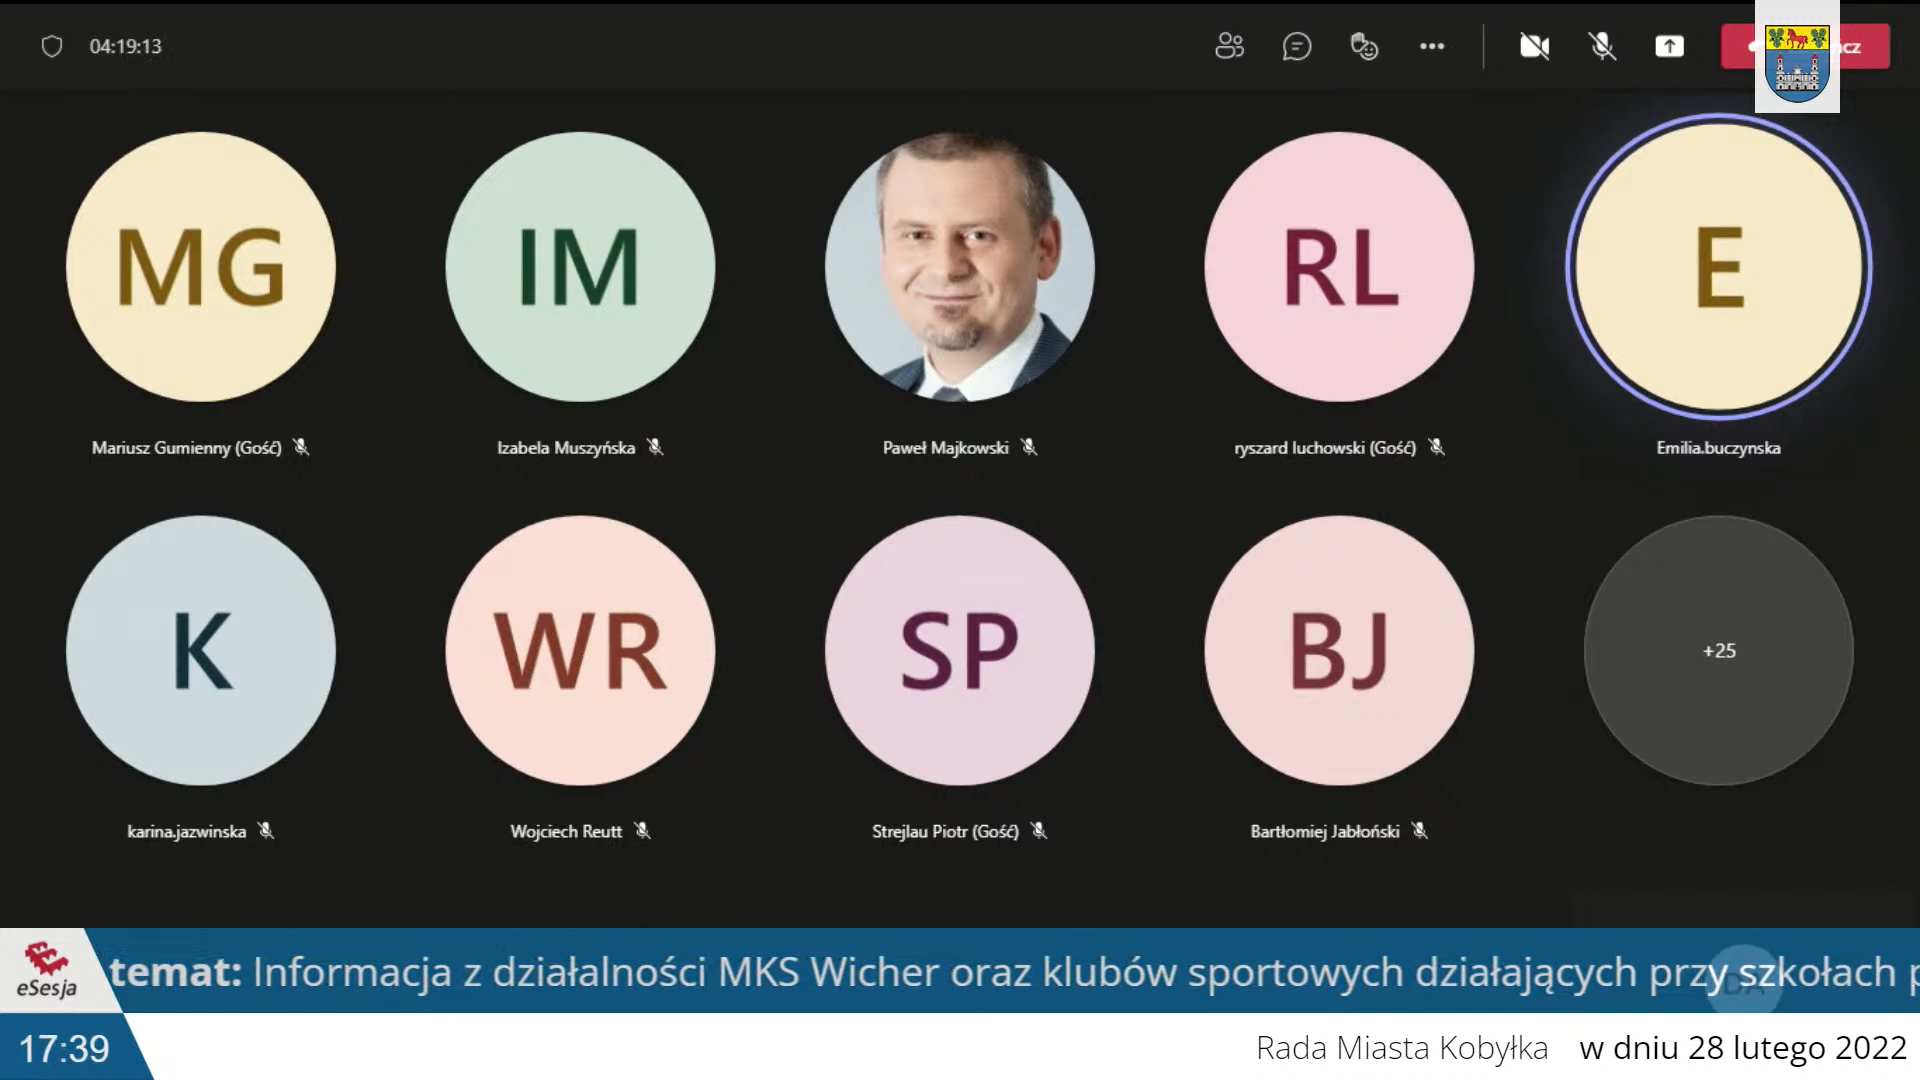 04:19:13
cz
MG
IM
RL
E
Mariusz Gumienny (Gość)
Izabela Muszyńska
Paweł Majkowski
ryszard luchowski (Gość)
Emilia.buczynska
K
WR
SP
BJ
+25
karina.jazwinska
Wojciech Reutt
Strejlau Piotr (Gość)
Bartłomiej Jabłoński
eSesja
temat: Informacja z działalności MKS Wicher oraz klubów sportowych działających przy szkołach p
17:39
Rada Miasta Kobyłka w dniu 28 lutego 2022